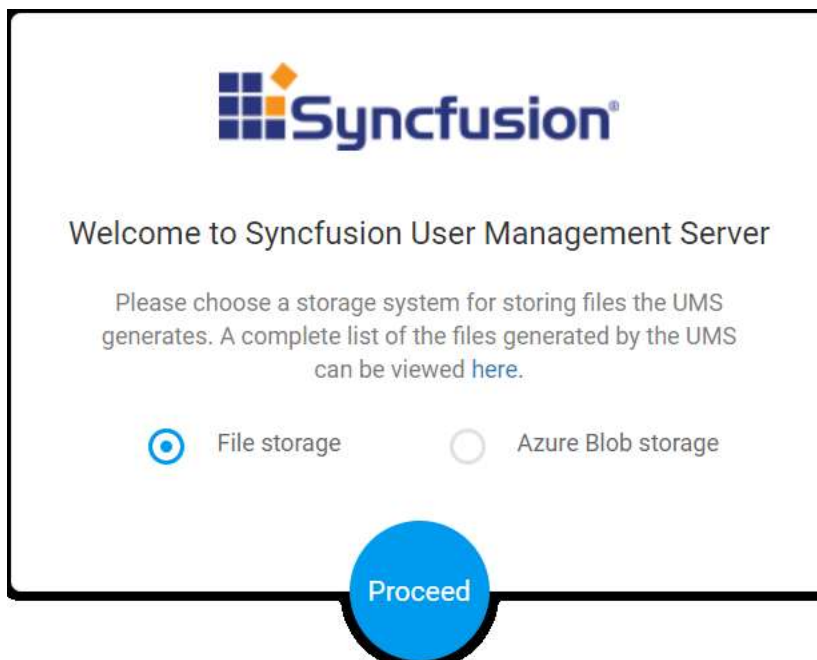 Syncfusion®
Welcome to Syncfusion User Management Server
Please choose a storage system for storing files the UMS
generates. A complete list of the files generated by the UMS
can be viewed here.
File storage
Azure Blob storage
Proceed